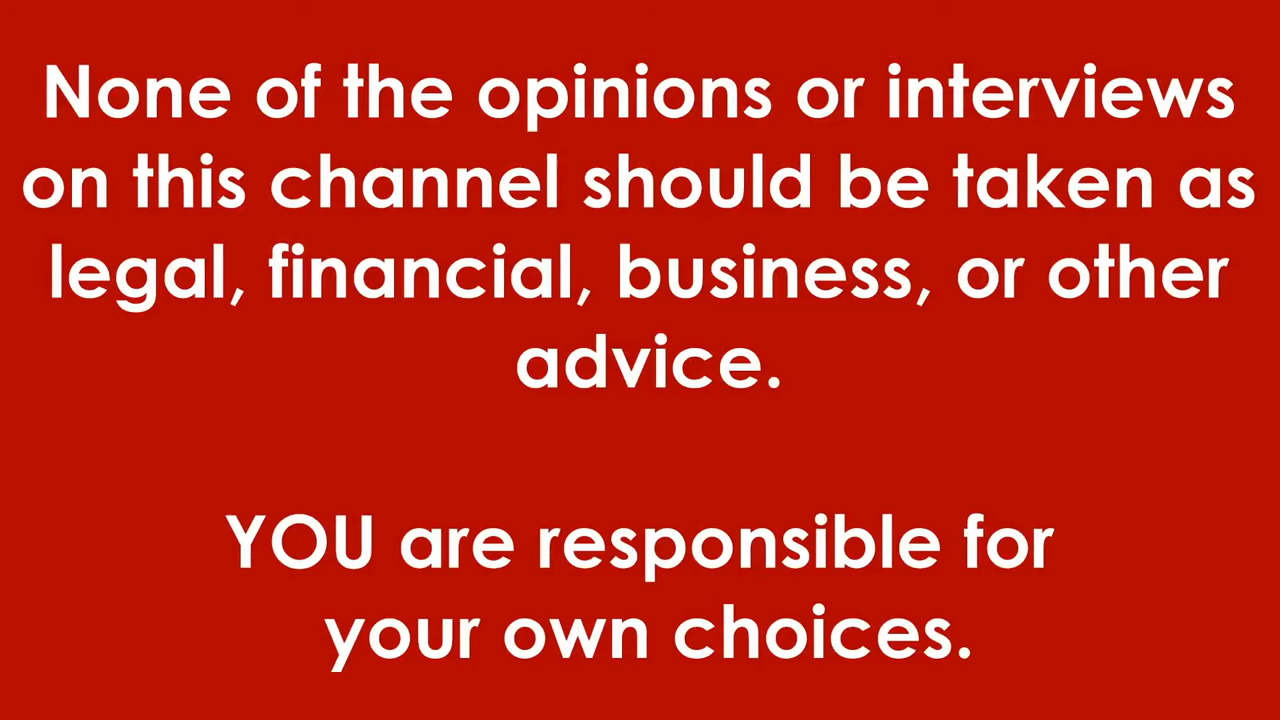 None of the opinions or interviews
on this channel should be taken as
legal, financial, business, or other
advice.
YOU are responsible for
your own choices.